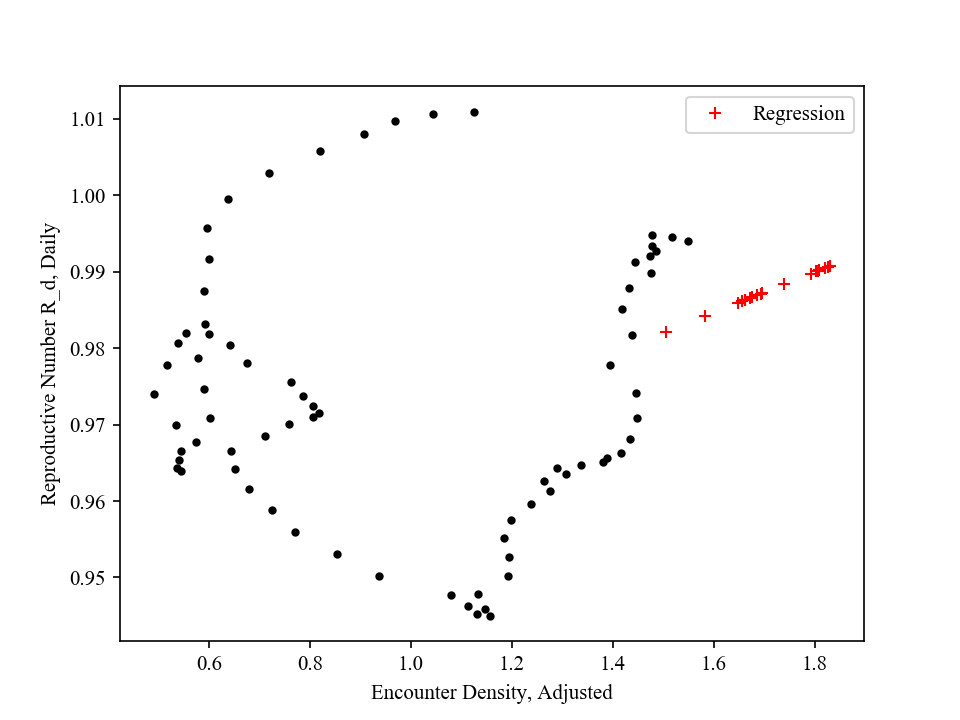 Regression
1.01
1.00
0.99
0.98
0.97
0.96
0.95
Reproductive Number R_d, Daily
0.6 0.8 1.0 1.2 1.4 1.6 1.8
Encounter Density, Adjusted